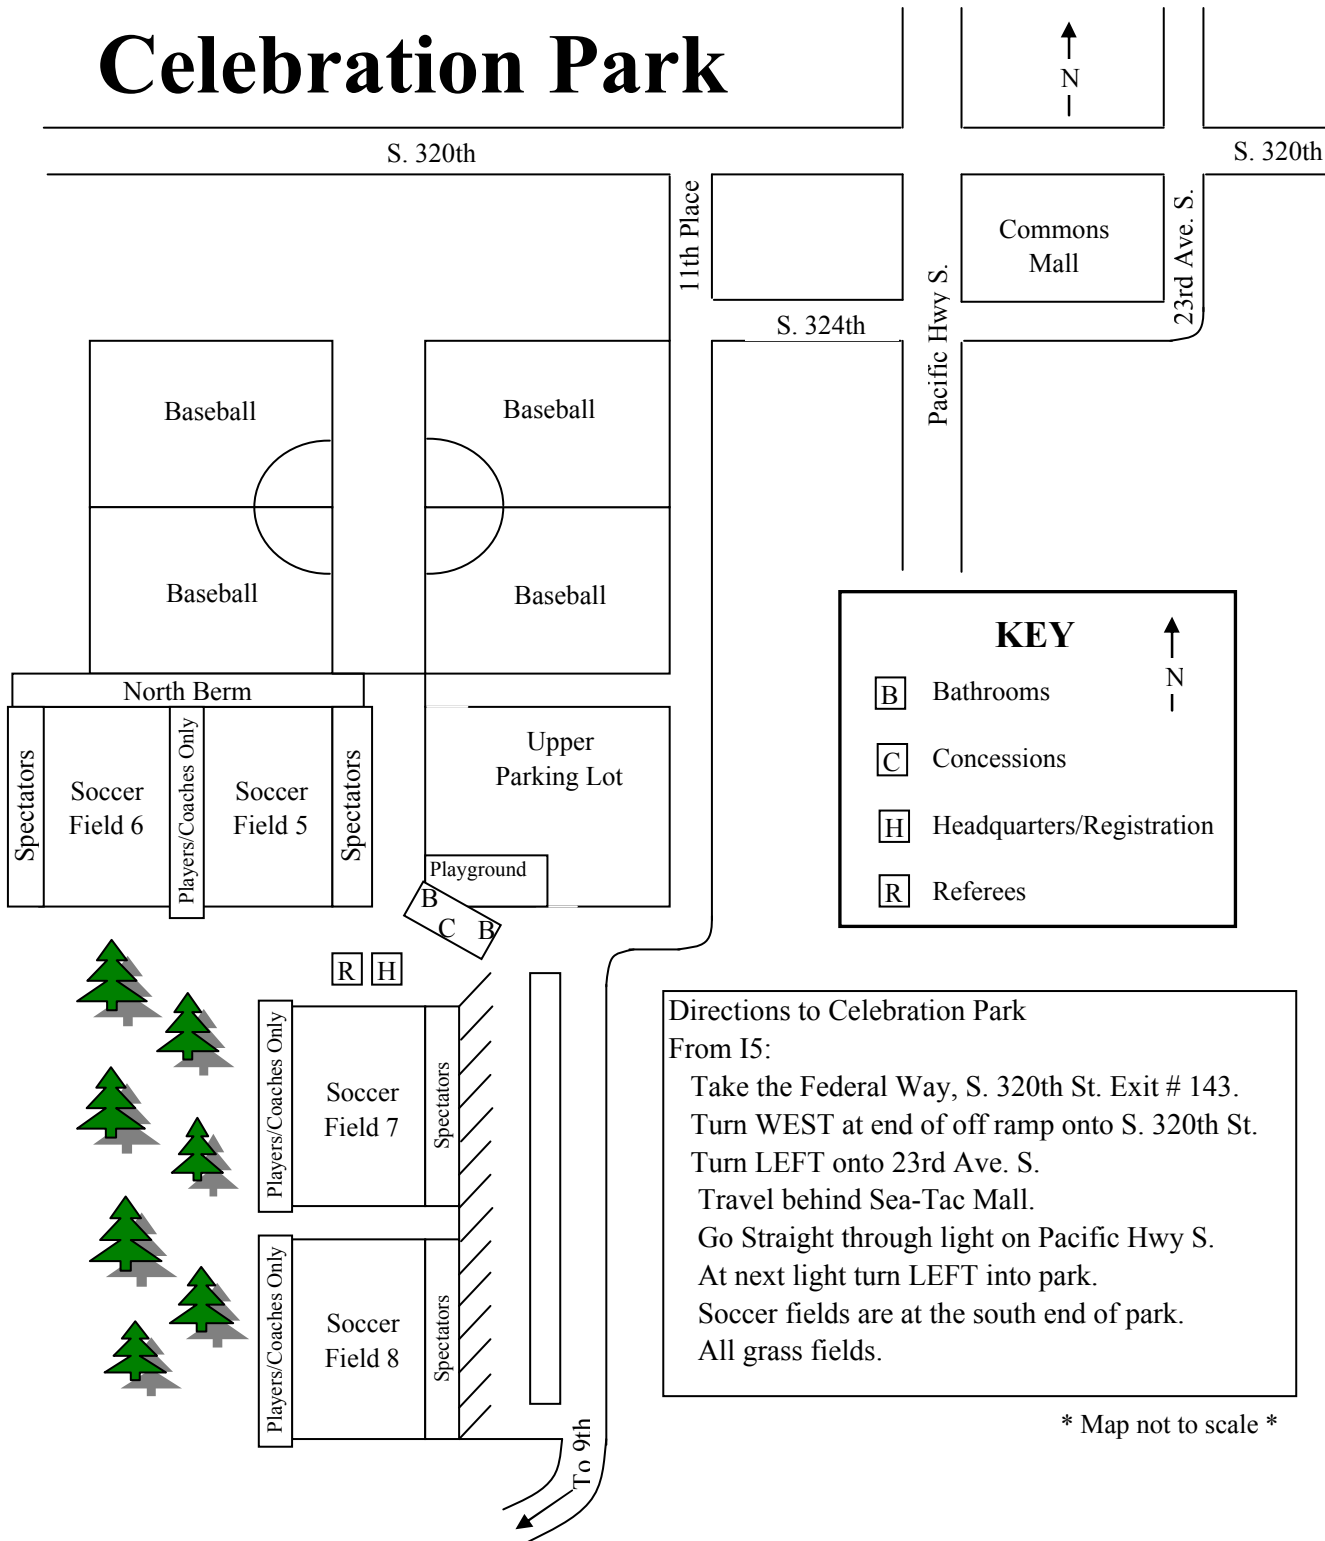 Celebration Park
N
S. 320th
S. 320th
11th Place
Commons
Mall
23rd Ave. S.
Pacific Hwy S.
S. 324th
Baseball
Baseball
Baseball
Baseball
KEY
N
B Bathrooms
C Concessions
H Headquarters/Registration
R Referees
North Berm
Spectators
Soccer
Field 6
Players/Coaches Only
Soccer
Field 5
Spectators
Upper
Parking Lot
Playground
B
C
B
R
H
Players/Coaches Only
Soccer
Field 7
Spectators
Players/Coaches Only
Soccer
Field 8
Spectators
To 9th
Directions to Celebration Park
From I5:
Take the Federal Way, S. 320th St. Exit # 143.
Turn WEST at end of off ramp onto S. 320th St.
Turn LEFT onto 23rd Ave. S.
Travel behind Sea-Tac Mall.
Go Straight through light on Pacific Hwy S.
At next light turn LEFT into park.
Soccer fields are at the south end of park.
All grass fields.
* Map not to scale *